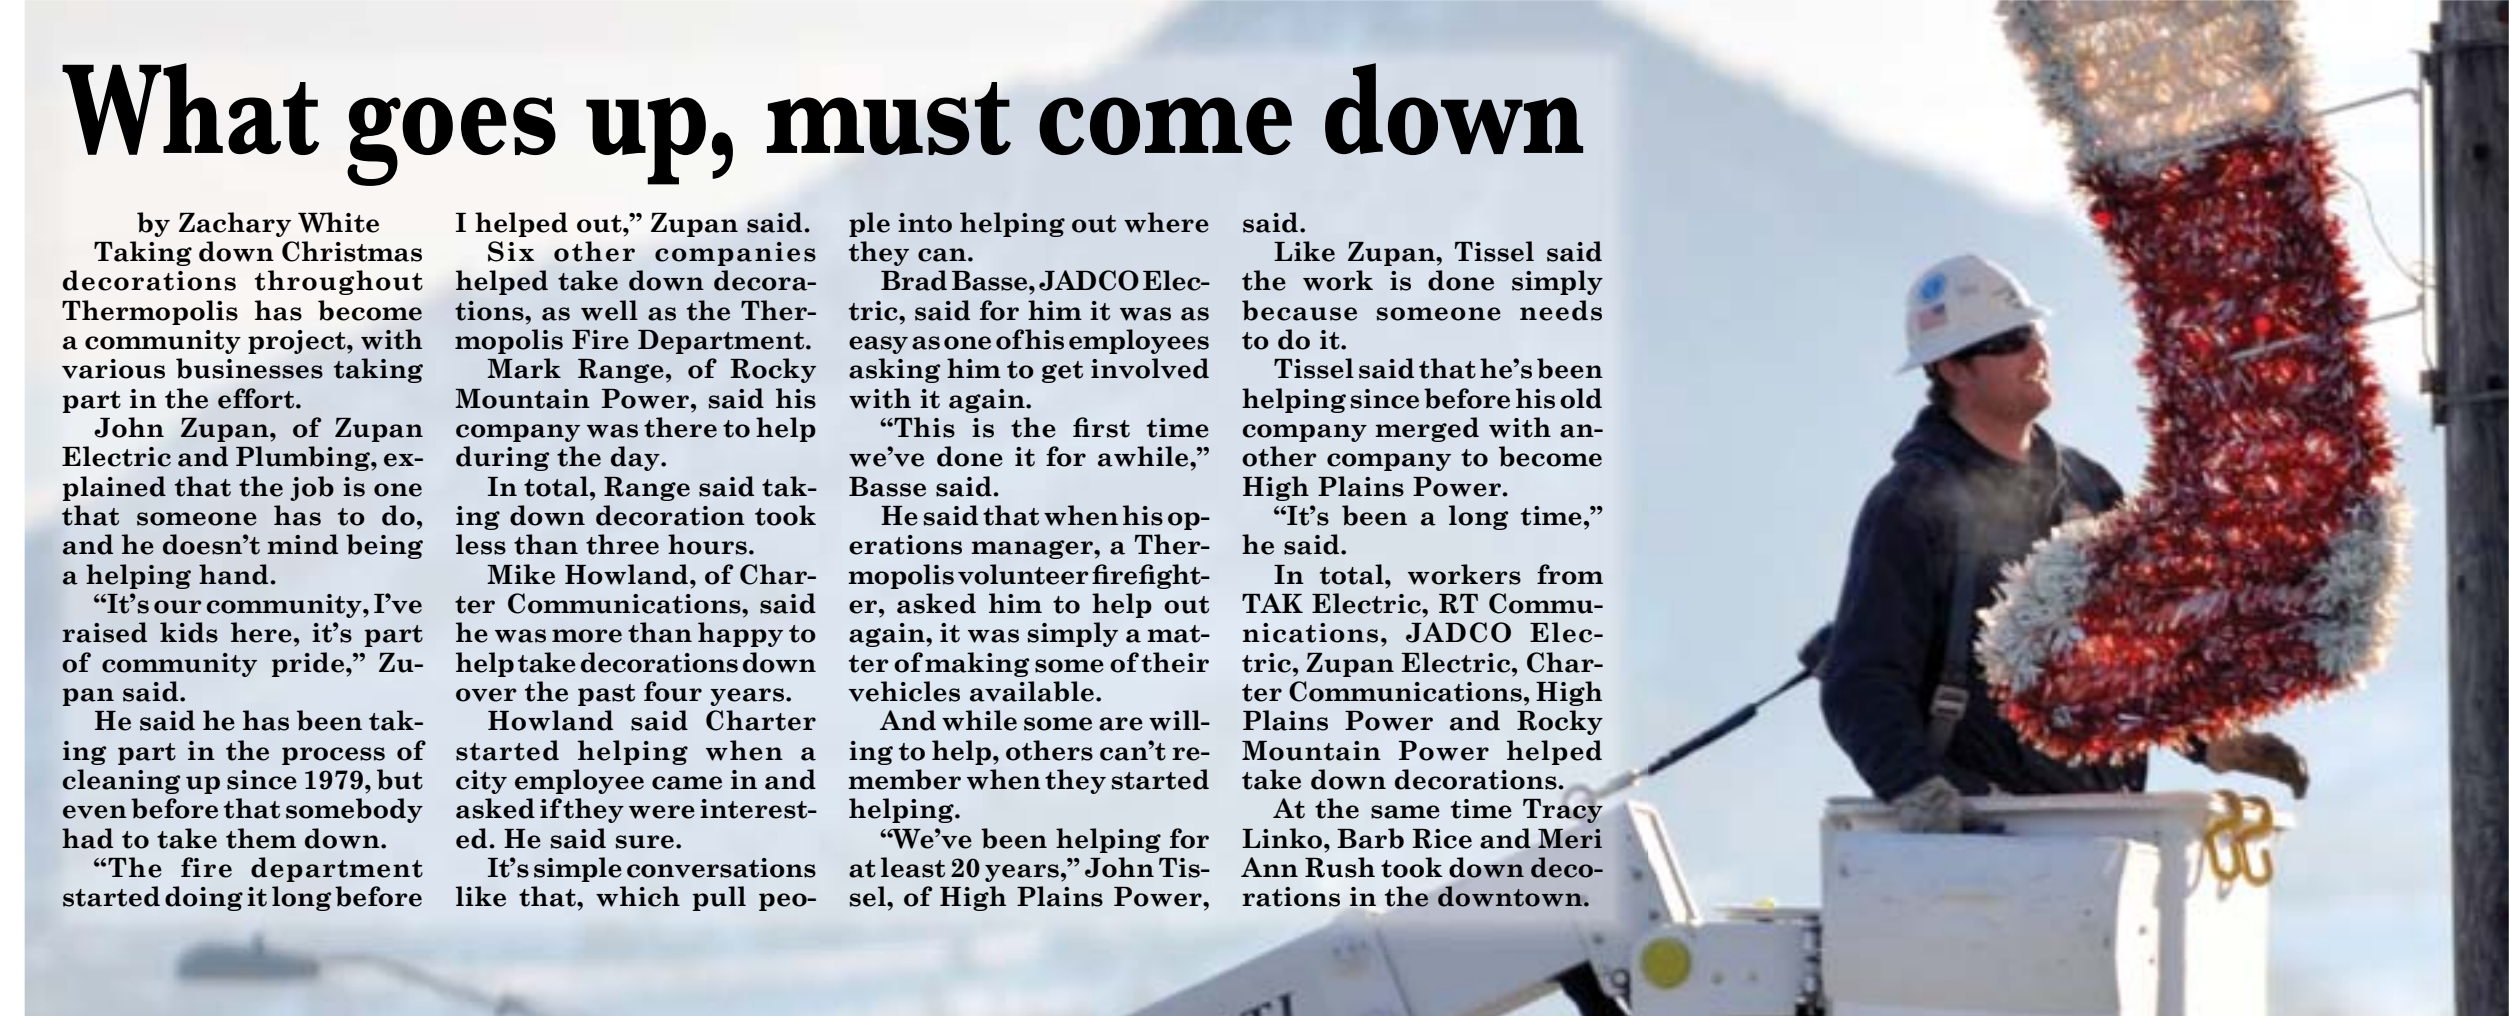 What goes up, must come down
by Zachary White
Taking down Christmas
decorations throughout
Thermopolis has become
a community project, with
various businesses taking
part in the effort.
John Zupan, of Zupan
Electric and Plumbing, ex-
plained that the job is one
that someone has to do,
and he doesn't mind being
a helping hand.
“It's our community, I've
raised kids here, it's part
of community pride,” Zu-
pan said.
He said he has been tak-
ing part in the process of
cleaning up since 1979, but
even before that somebody
had to take them down.
“The fire department
started doing it long before
I helped out,” Zupan said.
Six other companies
helped take down decora-
tions, as well as the Ther-
mopolis Fire Department.
Mark Range, of Rocky
Mountain Power, said his
company was there to help
during the day.
In total, Range said tak-
ing down decoration took
less than three hours.
Mike Howland, of Char-
ter Communications, said
he was more than happy to
help take decorations down
over the past four years.
Howland said Charter
started helping when a
city employee came in and
asked if they were interest-
ed. He said sure.
It's simple conversations
like that, which pull peo-
ple into helping out where
they can.
Brad Basse, JADCO Elec-
tric, said for him it was as
easy as one of his employees
asking him to get involved
with it again.
“This is the first time
we've done it for awhile,”
Basse said.
He said that when his op-
erations manager, a Ther-
mopolis volunteer firefight-
er, asked him to help out
again, it was simply a mat-
ter of making some of their
vehicles available.
And while some are will-
ing to help, others can't re-
member when they started
helping.
“We've been helping for
at least 20 years,” John Tis-
sel, of High Plains Power,
said.
Like Zupan, Tissel said
the work is done simply
because someone needs
to do it.
Tissel said that he's been
helping since before his old
company merged with an-
other company to become
High Plains Power.
“It's been a long time,”
he said.
In total, workers from
TAK Electric, RT Commu-
nications, JADCO Elec-
tric, Zupan Electric, Char-
ter Communications, High
Plains Power and Rocky
Mountain Power helped
take down decorations.
At the same time Tracy
Linko, Barb Rice and Meri
Ann Rush took down deco-
rations in the downtown.